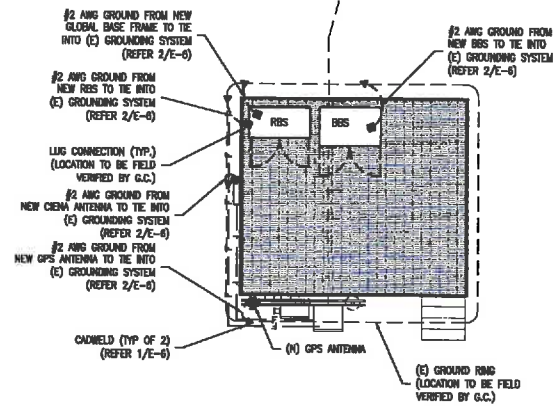 #2 AWG GROUND FROM NEW
GLOBAL BASE FRAME TO TIE
INTO (E) GROUNDING SYSTEM
(REFER 2/E-6)
#2 AWG GROUND FROM
NEW BBS TO TIE INTO
(E) GROUNDING SYSTEM
(REFER 2/E-6)
#2 AWG GROUND FROM
NEW RBS TO TIE INTO
(E) GROUNDING SYSTEM
(REFER 2/E-6)
RBS
BBS
LUG CONNECTION (TYP.)
(LOCATION TO BE FIELD
VERIFIED BY G.C.)
#2 AWG GROUND FROM
NEW CIENA ANTENNA TO TIE INTO
(E) GROUNDING SYSTEM
(REFER 2/E-6)
#2 AWG GROUND FROM
NEW GPS ANTENNA TO TIE INTO
(E) GROUNDING SYSTEM
(REFER 2/E-6)
CADWELD (TYP OF 2)
(REFER 1/E-6)
(N) GPS ANTENNA
(E) GROUND RING
(LOCATION TO BE FIELD
VERIFIED BY G.C.)